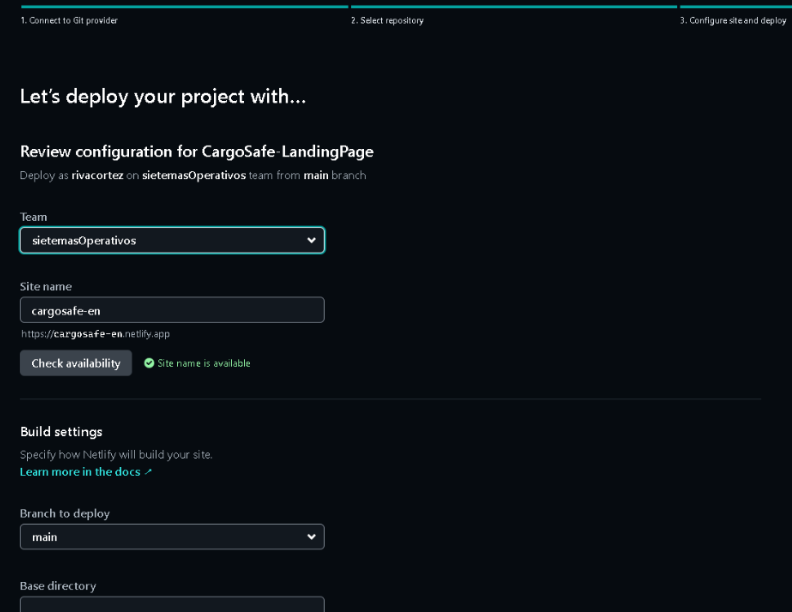 1. Connect to Git provider
2. Select repository
3. Configure site and deploy
Let's deploy your project with...
Review configuration for CargoSafe-LandingPage
Deploy as rivacortez on sietemasOperativos team from main branch
Team
sietemasOperativos
Site name
cargosafe-en
https://cargosafe-en.netlify.app
Check availability
Site name is available
Build settings
Specify how Netlify will build your site.
Learn more in the docs ↗
Branch to deploy
main
Base directory